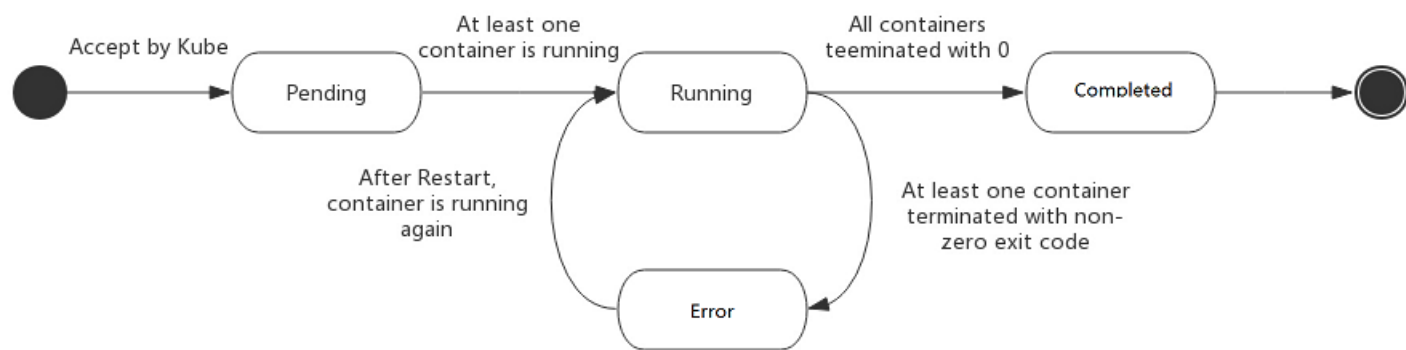 Accept by Kube
Pending
At least one
container is running
Running
All containers
teeminated with 0
Completed
After Restart,
container is running
again
At least one container
terminated with non-
zero exit code
Error